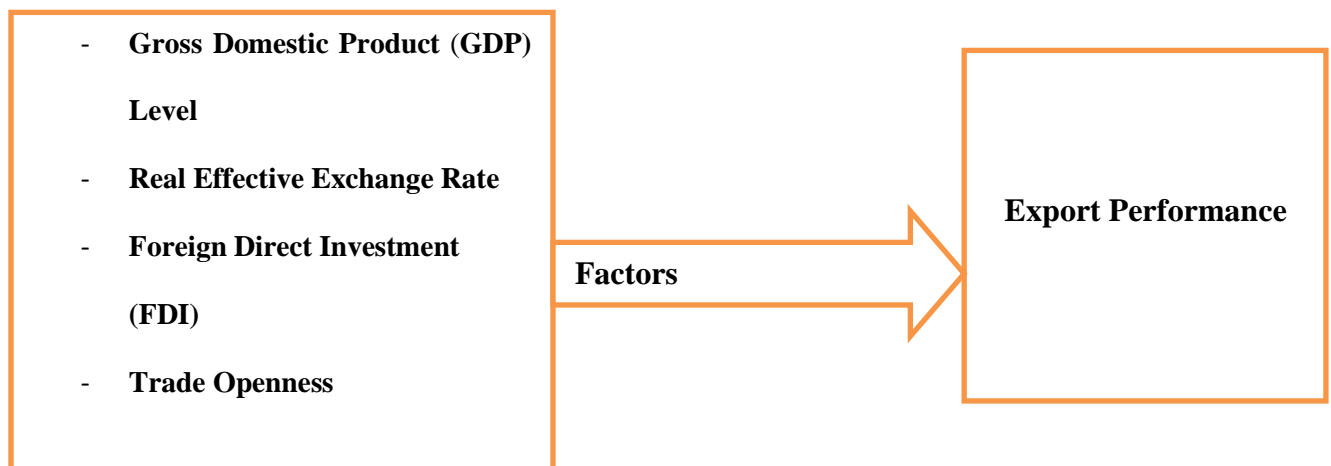 - Gross Domestic Product (GDP)
Level
- Real Effective Exchange Rate
- Foreign Direct Investment
(FDI)
- Trade Openness
Factors
Export Performance